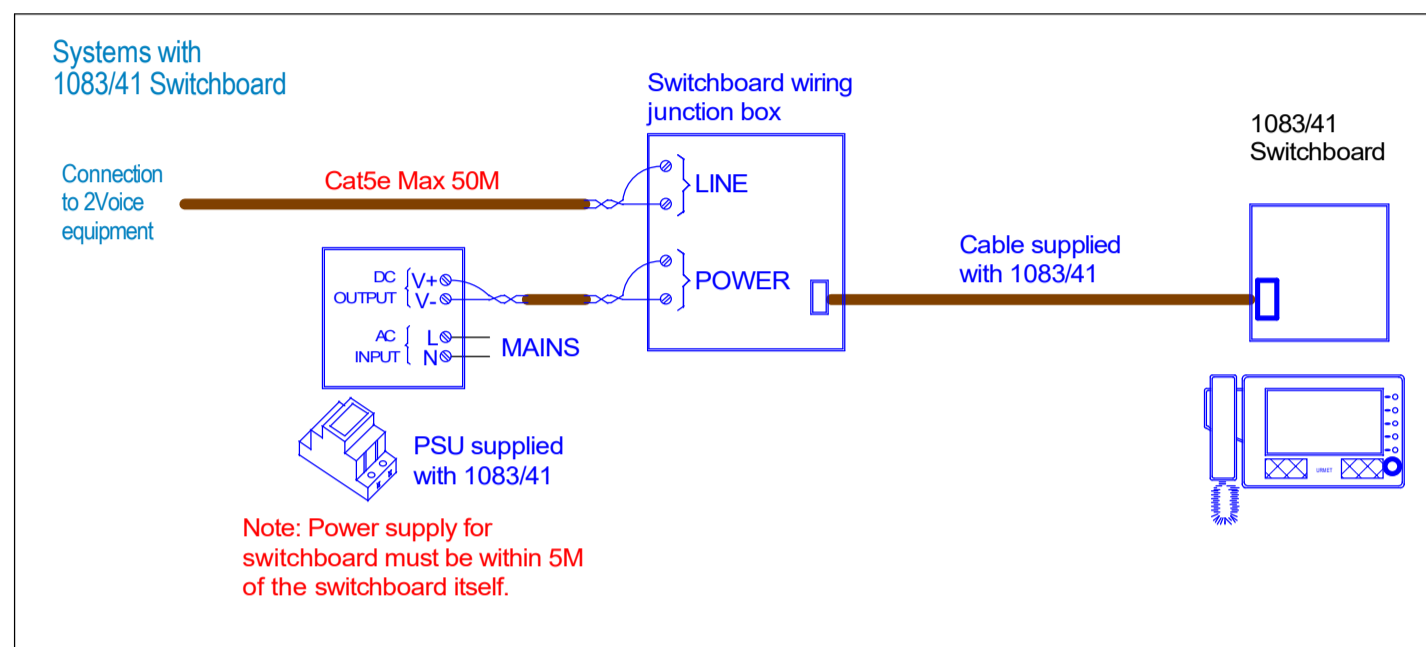 Systems with
1083/41 Switchboard
Switchboard wiring
junction box
1083/41
Switchboard
Connection
to 2Voice
equipment
Cat5e Max 50M
LINE
Cable supplied
with 1083/41
DC
OUTPUT
V+
V-
POWER
AC
INPUT
L
N
MAINS
PSU supplied
with 1083/41
URMET
Note: Power supply for
switchboard must be within 5M
of the switchboard itself.